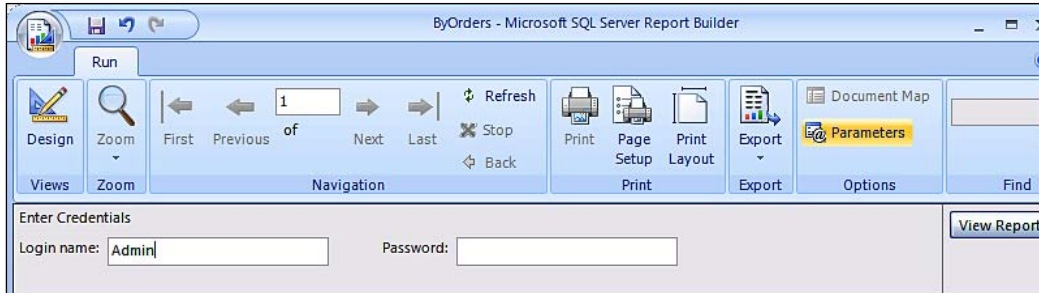 ByOrders - Microsoft SQL Server Report Builder
Run
Design
Zoom
First
Previous
1
of
Next
Last
Refresh
Stop
Back
Print
Page
Setup
Print
Layout
Export
Document Map
Parameters
Views
Zoom
Navigation
Print
Export
Options
Find
Enter Credentials
Login name: Admin
Password:
View Report